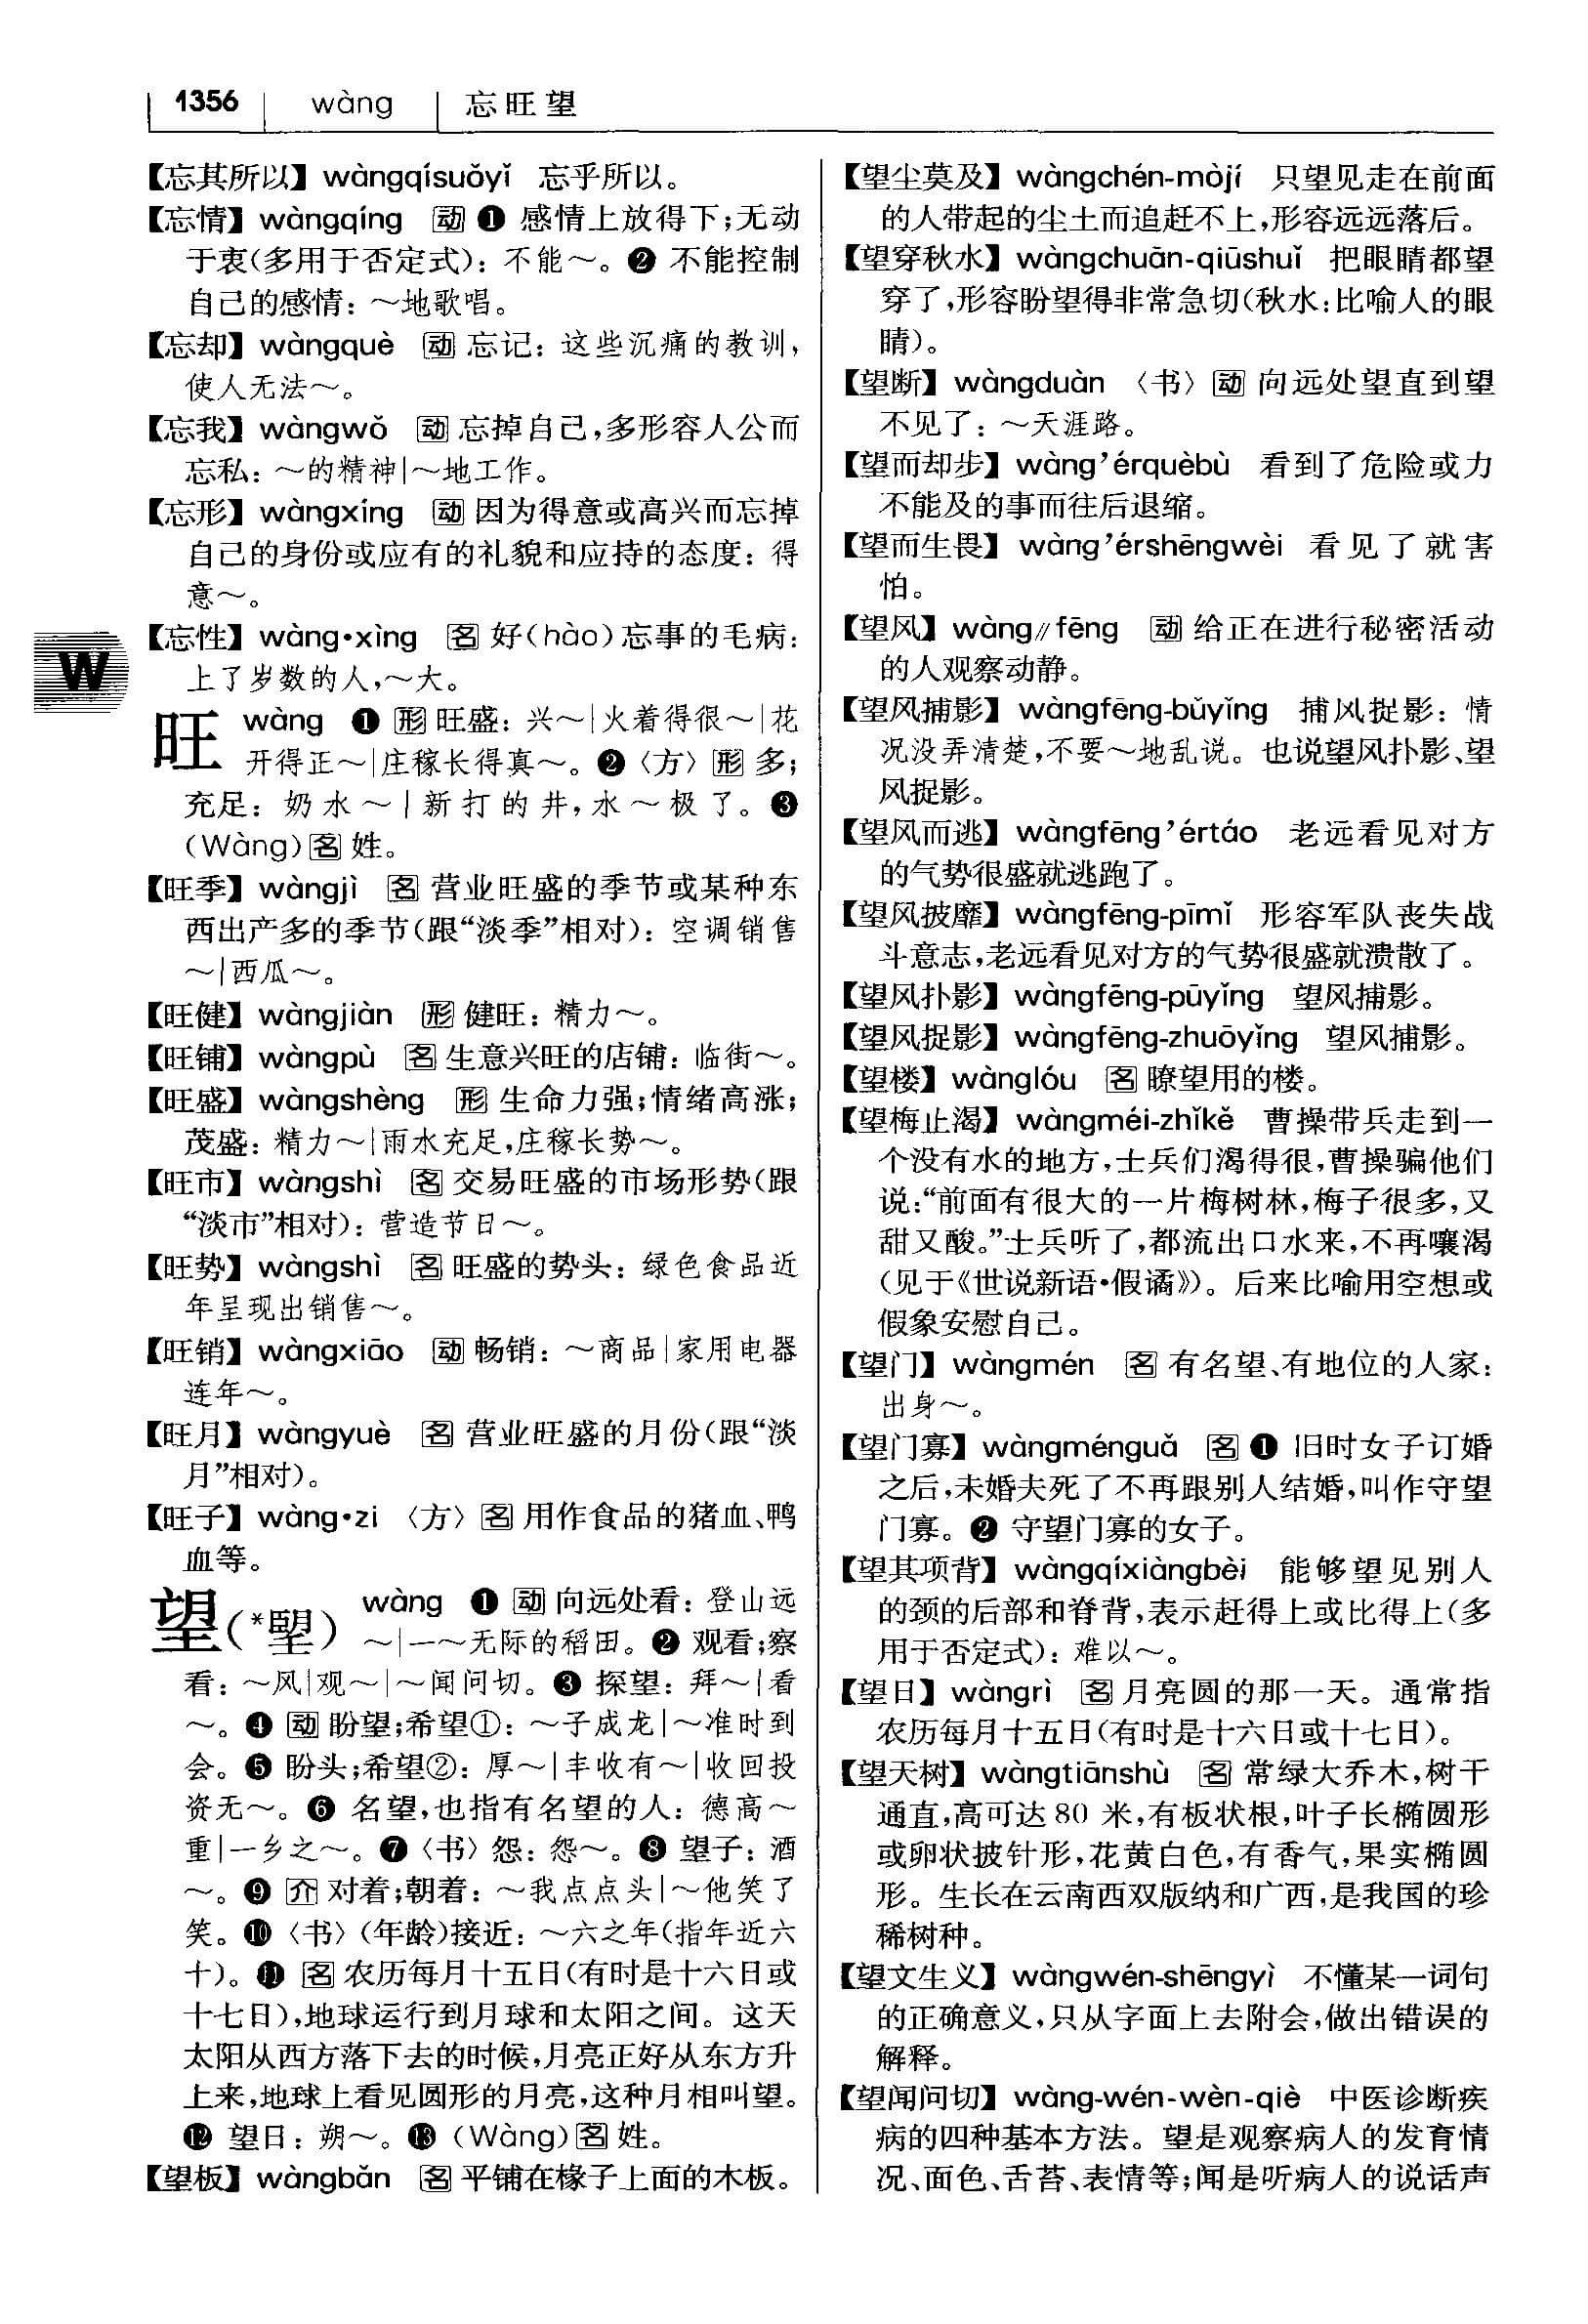 1356 wàng 忘旺望
【忘其所以】 wàngqísuǒyǐ 忘乎所以。
【忘情】 wàngqíng 动 ❶ 感情上放得下;无动
于衷(多用于否定式): 不能～。❷ 不能控制
自己的感情: ～地歌唱。
【忘却】 wàngquè 动 忘记: 这些沉痛的教训,
使人无法～。
【忘我】 wàngwǒ 动 忘掉自己,多形容人公而
忘私: ～的精神|～地工作。
【忘形】 wàngxíng 动 因为得意或高兴而忘掉
自己的身份或应有的礼貌和应持的态度: 得
意～。
【忘性】 wàng•xìng 名 好(hào)忘事的毛病:
上了岁数的人,～大。
W
旺 wàng ❶ 形 旺盛: 兴～|火着得很～|花
开得正～|庄稼长得真～。❷〈方〉形 多;
充足: 奶水～|新打的井,水～极了。❸
(Wàng)名 姓。
【旺季】 wàngjì 名 营业旺盛的季节或某种东
西出产多的季节(跟“淡季”相对): 空调销售
～|西瓜～。
【旺健】 wàngjiàn 形 健旺: 精力～。
【旺铺】 wàngpù 名 生意兴旺的店铺: 临街～。
【旺盛】 wàngshèng 形 生命力强;情绪高涨;
茂盛: 精力～|雨水充足,庄稼长势～。
【旺市】 wàngshì 名 交易旺盛的市场形势(跟
“淡市”相对): 营造节日～。
【旺势】 wàngshì 名 旺盛的势头: 绿色食品近
年呈现出销售～。
【旺销】 wàngxiāo 动 畅销: ～商品|家用电器
连年～。
【旺月】 wàngyuè 名 营业旺盛的月份(跟“淡
月”相对)。
【旺子】 wàng•zi 〈方〉名 用作食品的猪血、鸭
血等。
望(*朢) wàng ❶ 动 向远处看: 登山远
～|一～无际的稻田。❷ 观看;察
看: ～风|观～|～闻问切。❸ 探望: 拜～|看
～。❹ 动 盼望;希望①: ～子成龙|～准时到
会。❺ 盼头;希望②: 厚～|丰收有～|收回投
资无～。❻ 名望,也指有名望的人: 德高～
重|一乡之～。❼〈书〉怨: 怨～。❽ 望子: 酒
～。❾ 介 对着;朝着: ～我点点头|～他笑了
笑。❿〈书〉(年龄)接近: ～六之年(指年近六
十)。⓫ 名 农历每月十五日(有时是十六日或
十七日),地球运行到月球和太阳之间。这天
太阳从西方落下去的时候,月亮正好从东方升
上来,地球上看见圆形的月亮,这种月相叫望。
⓬ 望日: 朔～。⓭ (Wàng)名 姓。
【望板】 wàngbǎn 名 平铺在椽子上面的木板。
【望尘莫及】 wàngchén-mòjí 只望见走在前面
的人带起的尘土而追赶不上,形容远远落后。
【望穿秋水】 wàngchuān-qiūshuǐ 把眼睛都望
穿了,形容盼望得非常急切(秋水:比喻人的眼
睛)。
【望断】 wàngduàn 〈书〉动 向远处望直到望
不见了: ～天涯路。
【望而却步】 wàng’érquèbù 看到了危险或力
不能及的事而往后退缩。
【望而生畏】 wàng’érshēngwèi 看见了就害
怕。
【望风】 wàng//fēng 动 给正在进行秘密活动
的人观察动静。
【望风捕影】 wàngfēng-bǔyǐng 捕风捉影: 情
况没弄清楚,不要～地乱说。也说望风扑影、望
风捉影。
【望风而逃】 wàngfēng’értáo 老远看见对方
的气势很盛就逃跑了。
【望风披靡】 wàngfēng-pīmǐ 形容军队丧失战
斗意志,老远看见对方的气势很盛就溃散了。
【望风扑影】 wàngfēng-pūyǐng 望风捕影。
【望风捉影】 wàngfēng-zhuōyǐng 望风捕影。
【望楼】 wànglóu 名 瞭望用的楼。
【望梅止渴】 wàngméi-zhǐkě 曹操带兵走到一
个没有水的地方,士兵们渴得很,曹操骗他们
说:“前面有很大的一片梅树林,梅子很多,又
甜又酸。”士兵听了,都流出口水来,不再嚷渴
(见于《世说新语•假谲》)。后来比喻用空想或
假象安慰自己。
【望门】 wàngmén 名 有名望、有地位的人家:
出身～。
【望门寡】 wàngménguǎ 名 ❶ 旧时女子订婚
之后,未婚夫死了不再跟别人结婚,叫作守望
门寡。❷ 守望门寡的女子。
【望其项背】 wàngqíxiàngbèi 能够望见别人
的颈的后部和脊背,表示赶得上或比得上(多
用于否定式): 难以～。
【望日】 wàngrì 名 月亮圆的那一天。通常指
农历每月十五日(有时是十六日或十七日)。
【望天树】 wàngtiānshù 名 常绿大乔木,树干
通直,高可达 80 米,有板状根,叶子长椭圆形
或卵状披针形,花黄白色,有香气,果实椭圆
形。生长在云南西双版纳和广西,是我国的珍
稀树种。
【望文生义】 wàngwén-shēngyì 不懂某一词句
的正确意义,只从字面上去附会,做出错误的
解释。
【望闻问切】 wàng-wén-wèn-qiè 中医诊断疾
病的四种基本方法。望是观察病人的发育情
况、面色、舌苔、表情等;闻是听病人的说话声